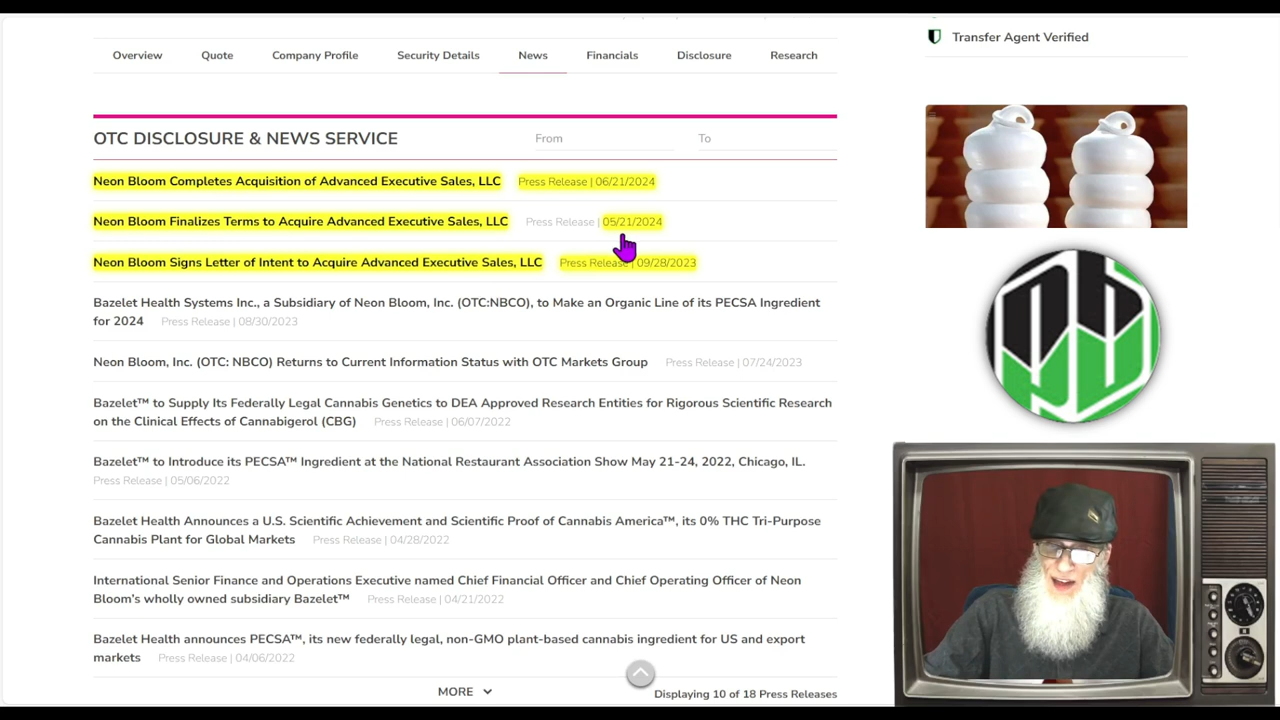 Transfer Agent Verified
Overview Quote Company Profile Security Details News Financials Disclosure Research
OTC DISCLOSURE & NEWS SERVICE From To
Neon Bloom Completes Acquisition of Advanced Executive Sales, LLC Press Release | 06/21/2024
Neon Bloom Finalizes Terms to Acquire Advanced Executive Sales, LLC Press Release | 05/21/2024
Neon Bloom Signs Letter of Intent to Acquire Advanced Executive Sales, LLC Press Release | 09/28/2023
Bazelet Health Systems Inc., a Subsidiary of Neon Bloom, Inc. (OTC:NBCO), to Make an Organic Line of its PECSA Ingredient
for 2024 Press Release | 08/30/2023
Neon Bloom, Inc. (OTC: NBCO) Returns to Current Information Status with OTC Markets Group Press Release | 07/24/2023
Bazelet™ to Supply Its Federally Legal Cannabis Genetics to DEA Approved Research Entities for Rigorous Scientific Research
on the Clinical Effects of Cannabigerol (CBG) Press Release | 06/07/2022
Bazelet™ to Introduce its PECSA™ Ingredient at the National Restaurant Association Show May 21-24, 2022, Chicago, IL.
Press Release | 05/06/2022
Bazelet Health Announces a U.S. Scientific Achievement and Scientific Proof of Cannabis America™, its 0% THC Tri-Purpose
Cannabis Plant for Global Markets Press Release | 04/28/2022
International Senior Finance and Operations Executive named Chief Financial Officer and Chief Operating Officer of Neon
Bloom's wholly owned subsidiary Bazelet™ Press Release | 04/21/2022
Bazelet Health announces PECSA™, its new federally legal, non-GMO plant-based cannabis ingredient for US and export
markets Press Release | 04/06/2022
MORE
Displaying 10 of 18 Press Releases